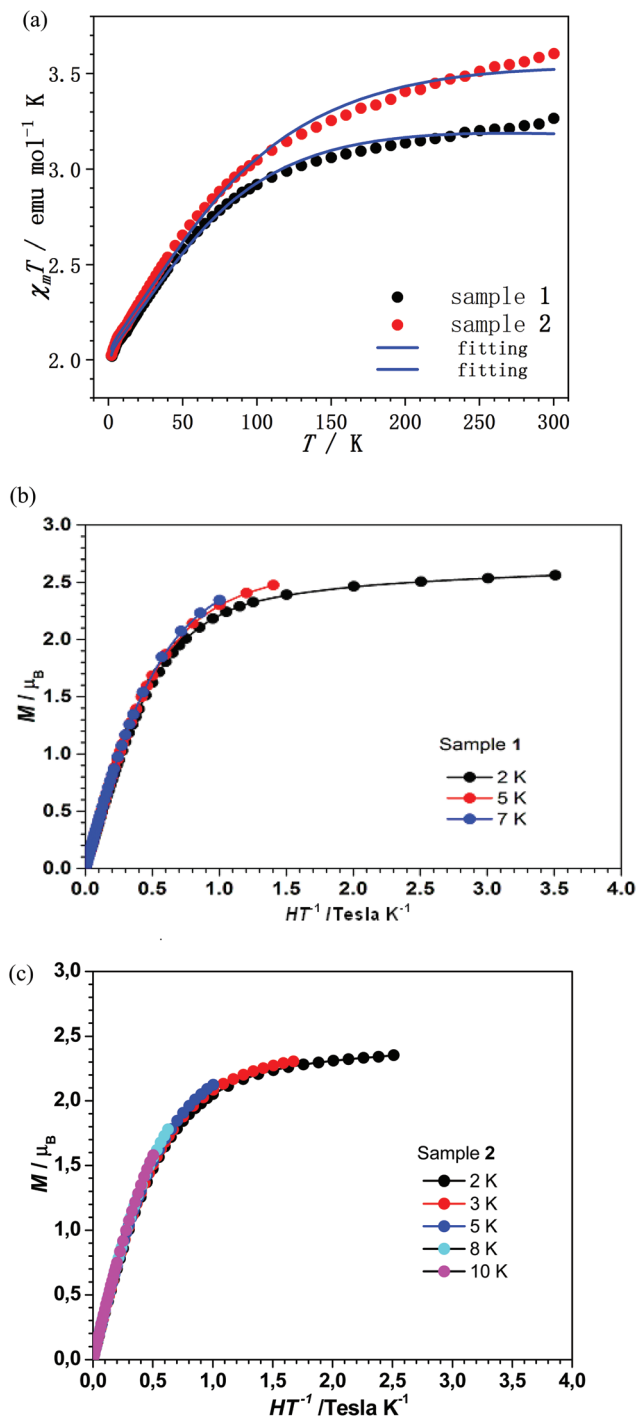 (a)
χmT / emu mol⁻¹ K
3.5
3.0
2.5
2.0
sample 1
sample 2
fitting
fitting
0 50 100 150 200 250 300
T / K
(b)
M / μB
3.0
2.5
2.0
1.5
1.0
0.5
0.0
Sample 1
2 K
5 K
7 K
0.0 0.5 1.0 1.5 2.0 2.5 3.0 3.5 4.0
HT⁻¹ /Tesla K⁻¹
(c)
M / μB
3,0
2,5
2,0
1,5
1,0
0,5
0,0
Sample 2
2 K
3 K
5 K
8 K
10 K
0,0 0,5 1,0 1,5 2,0 2,5 3,0 3,5 4,0
HT⁻¹ /Tesla K⁻¹